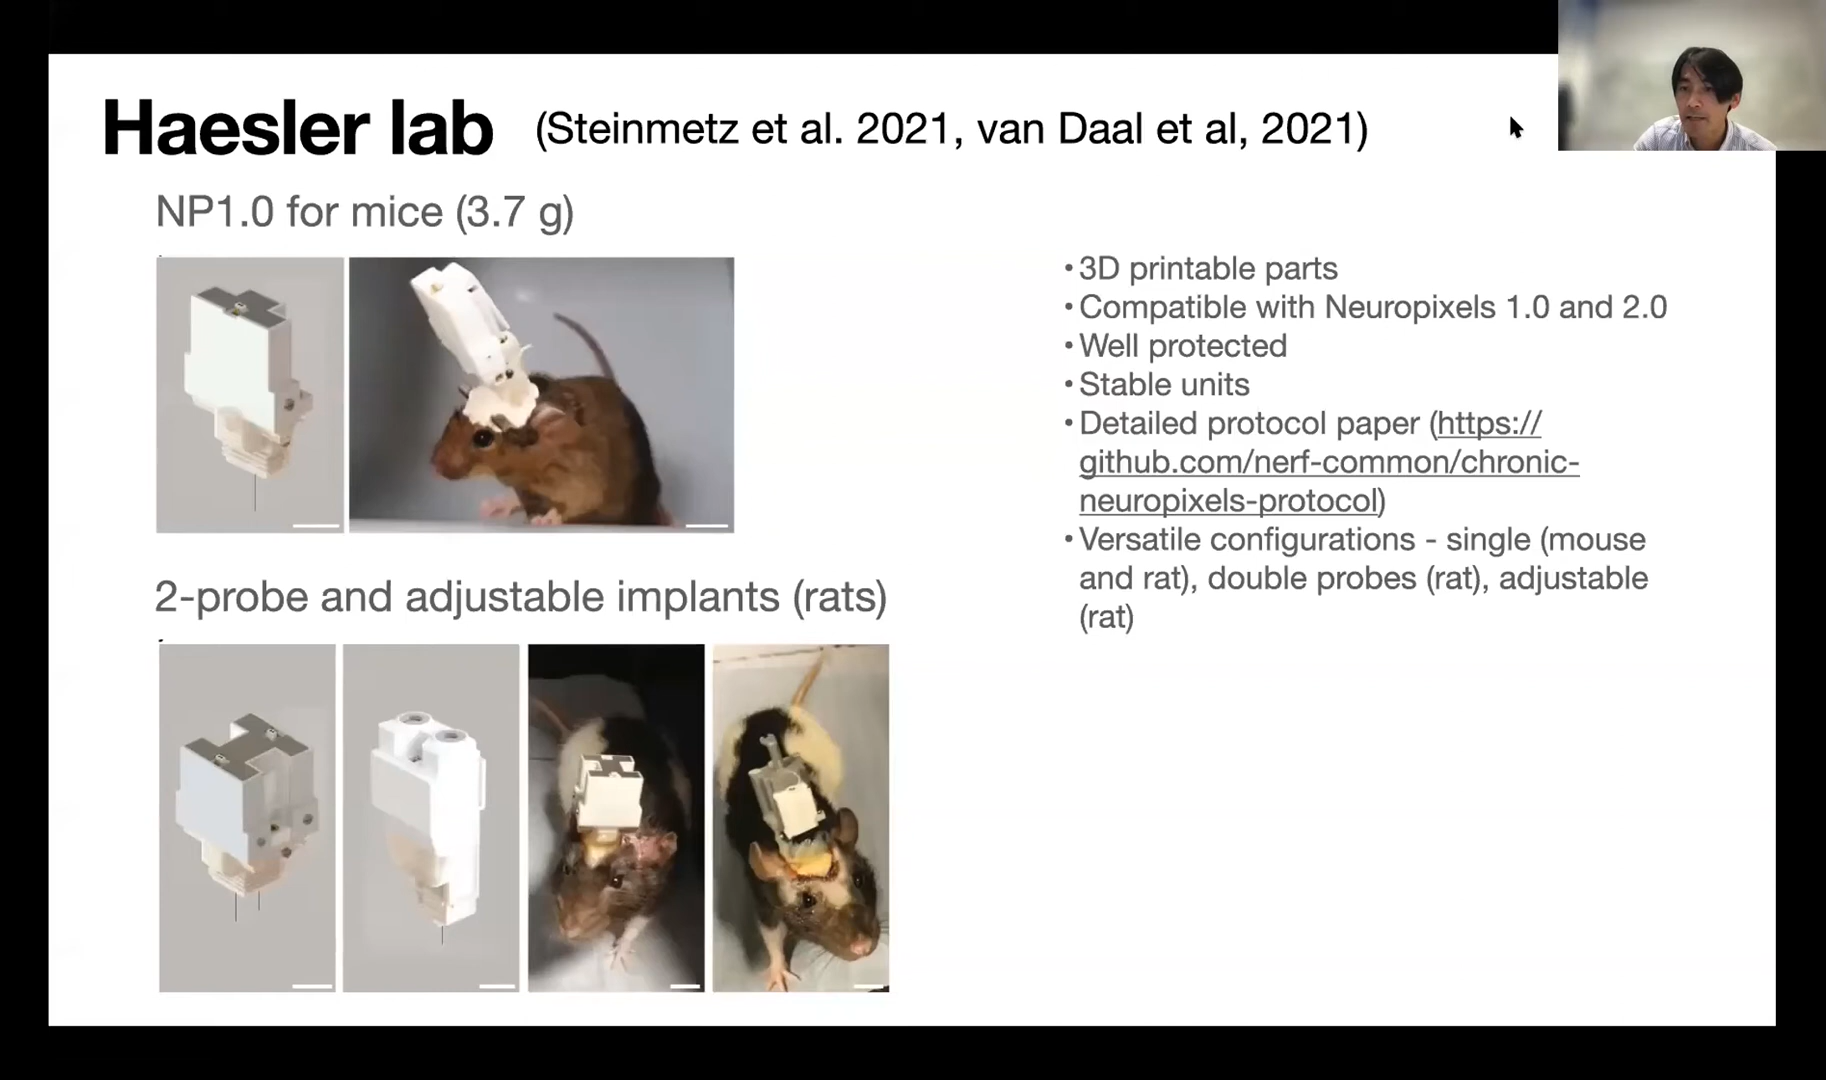 Haesler lab (Steinmetz et al. 2021, van Daal et al, 2021)
NP1.0 for mice (3.7 g)
• 3D printable parts
• Compatible with Neuropixels 1.0 and 2.0
• Well protected
• Stable units
• Detailed protocol paper (https://
github.com/nerf-common/chronic-
neuropixels-protocol)
• Versatile configurations - single (mouse
and rat), double probes (rat), adjustable
(rat)
2-probe and adjustable implants (rats)